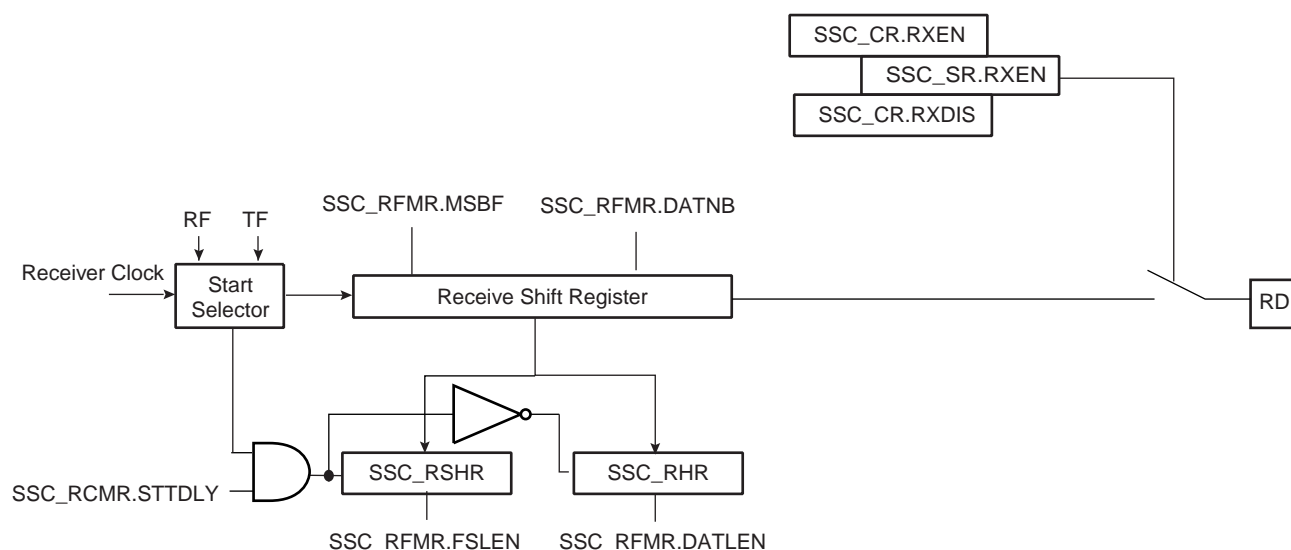 SSC_CR.RXEN
SSC_SR.RXEN
SSC_CR.RXDIS
SSC_RFMR.MSBF
SSC_RFMR.DATNB
RF
TF
Receiver Clock
Start
Selector
Receive Shift Register
RD
SSC_RSHR
SSC_RHR
SSC_RCMR.STTDLY
SSC_RFMR.FSLEN
SSC_RFMR.DATLEN